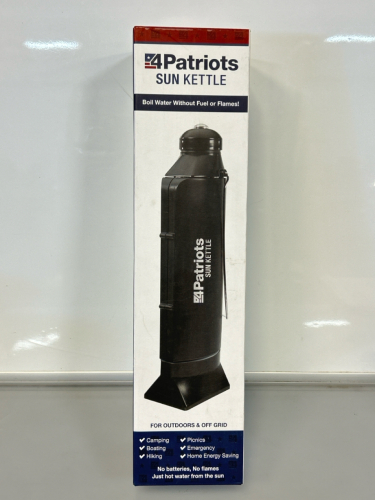 4Patriots
SUN KETTLE
Boil Water Without Fuel or Flames!
4Patriots
SUN KETTLE
FOR OUTDOORS & OFF GRID
Camping
Picnics
Boating
Emergency
Hiking
Home Energy Saving
No batteries, No flames
Just hot water from the sun